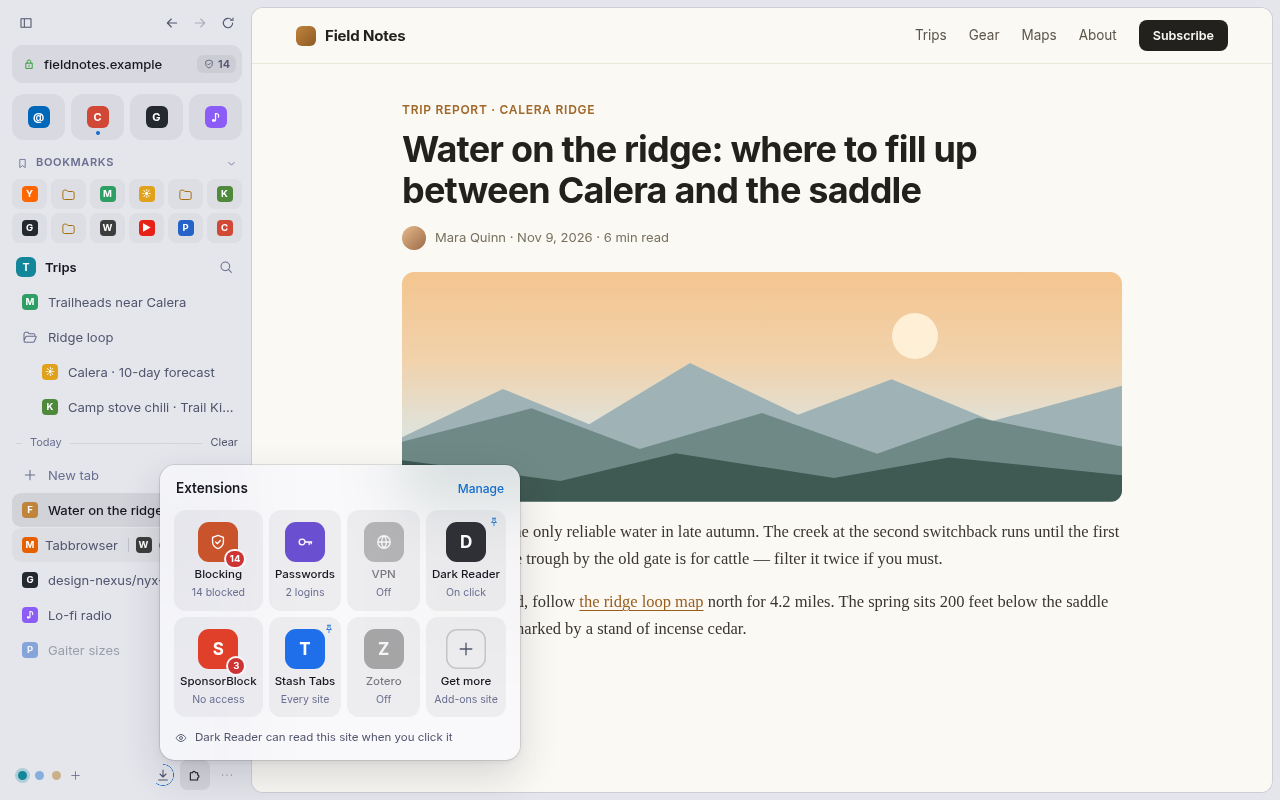 fieldnotes.example
14
@
C
G
BOOKMARKS
Y
M
K
G
W
P
C
T Trips
M Trailheads near Calera
Ridge loop
Calera · 10-day forecast
K Camp stove chili · Trail Ki...
Today
Clear
New tab
F Water on the ridge
Tabbrowser W
G design-nexus/nyx-
Lo-fi radio
P Gaiter sizes
Field Notes
Trips
Gear
Maps
About
Subscribe
TRIP REPORT · CALERA RIDGE
Water on the ridge: where to fill up
between Calera and the saddle
Mara Quinn · Nov 9, 2026 · 6 min read
only reliable water in late autumn. The creek at the second switchback runs until the first
trough by the old gate is for cattle — filter it twice if you must.
follow the ridge loop map north for 4.2 miles. The spring sits 200 feet below the saddle
marked by a stand of incense cedar.
Extensions
Manage
14
Blocking
14 blocked
Passwords
2 logins
VPN
Off
D
Dark Reader
On click
S
3
SponsorBlock
No access
T
Stash Tabs
Every site
Z
Zotero
Off
Get more
Add-ons site
Dark Reader can read this site when you click it